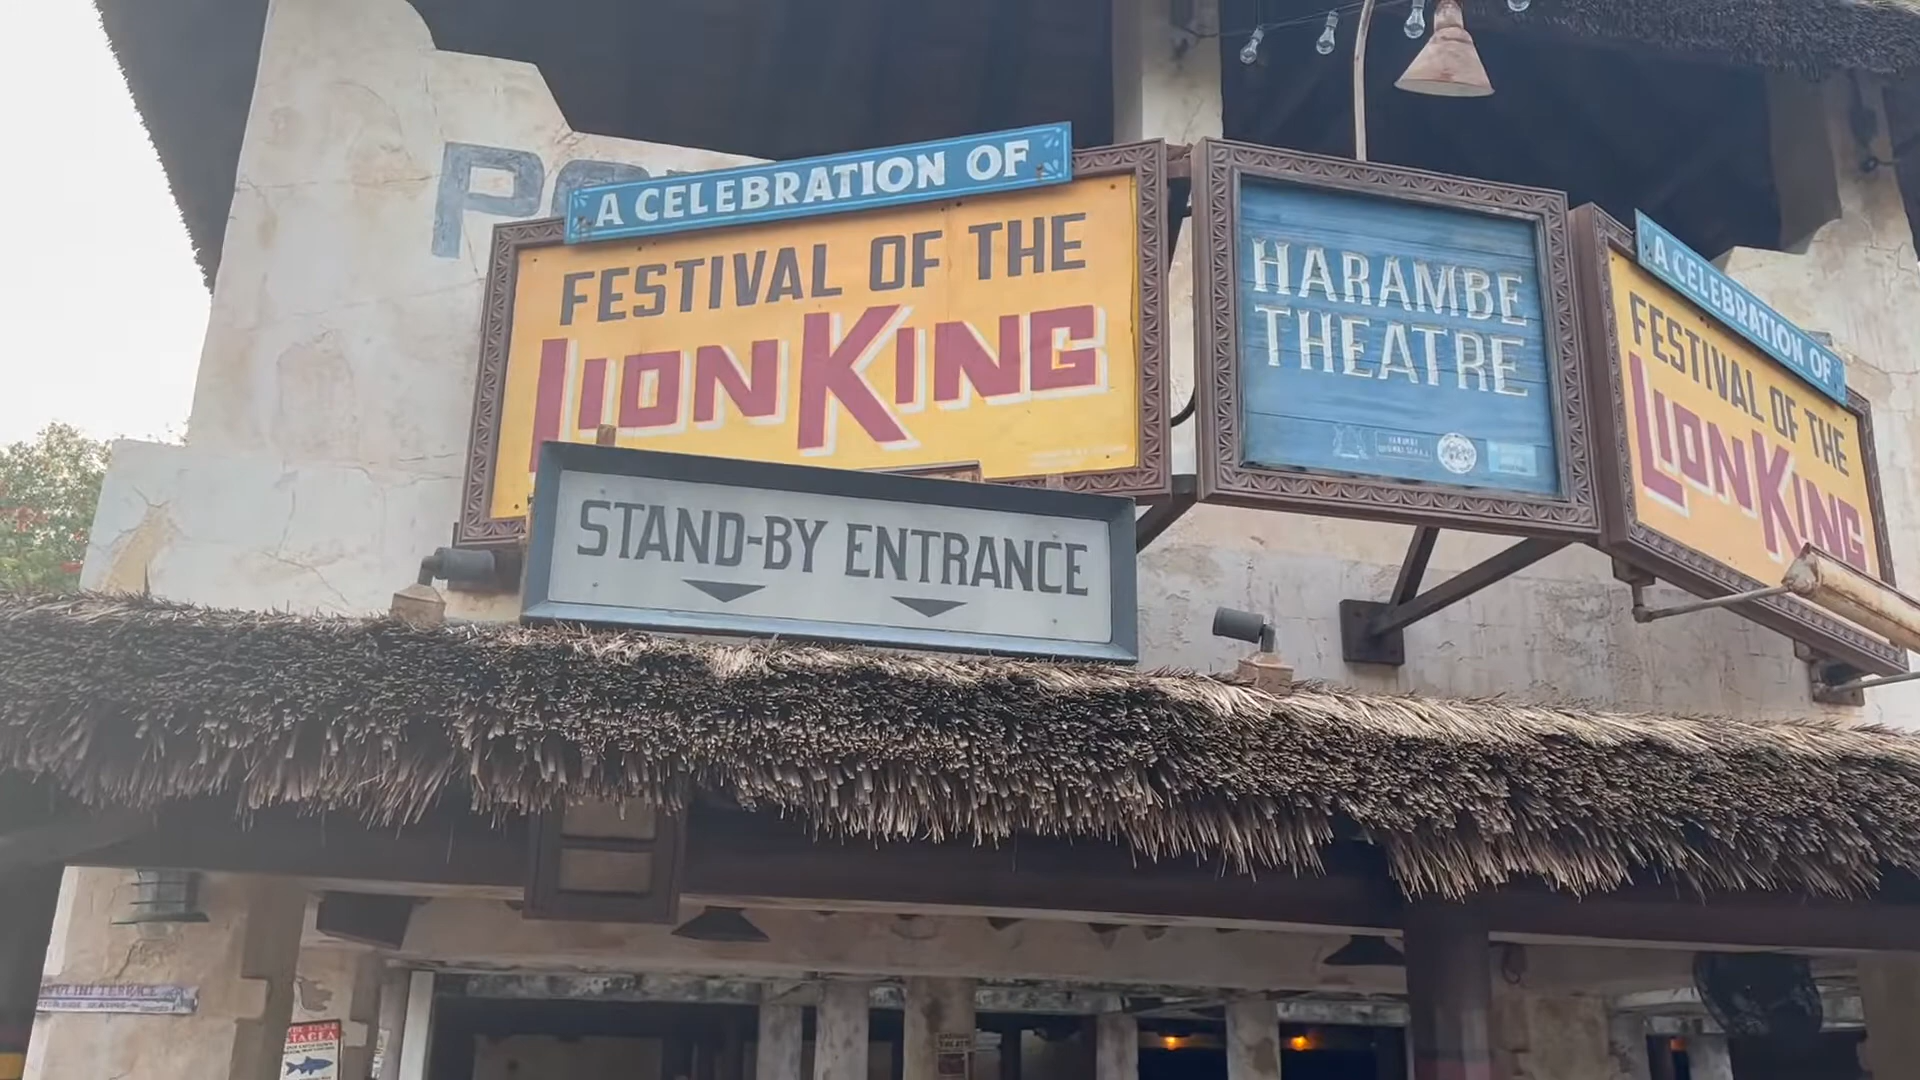 A CELEBRATION OF
FESTIVAL OF THE
LION KING
STAND-BY ENTRANCE
HARAMBE
THEATRE
A CELEBRATION OF
FESTIVAL OF THE
LION KING
TERRACE